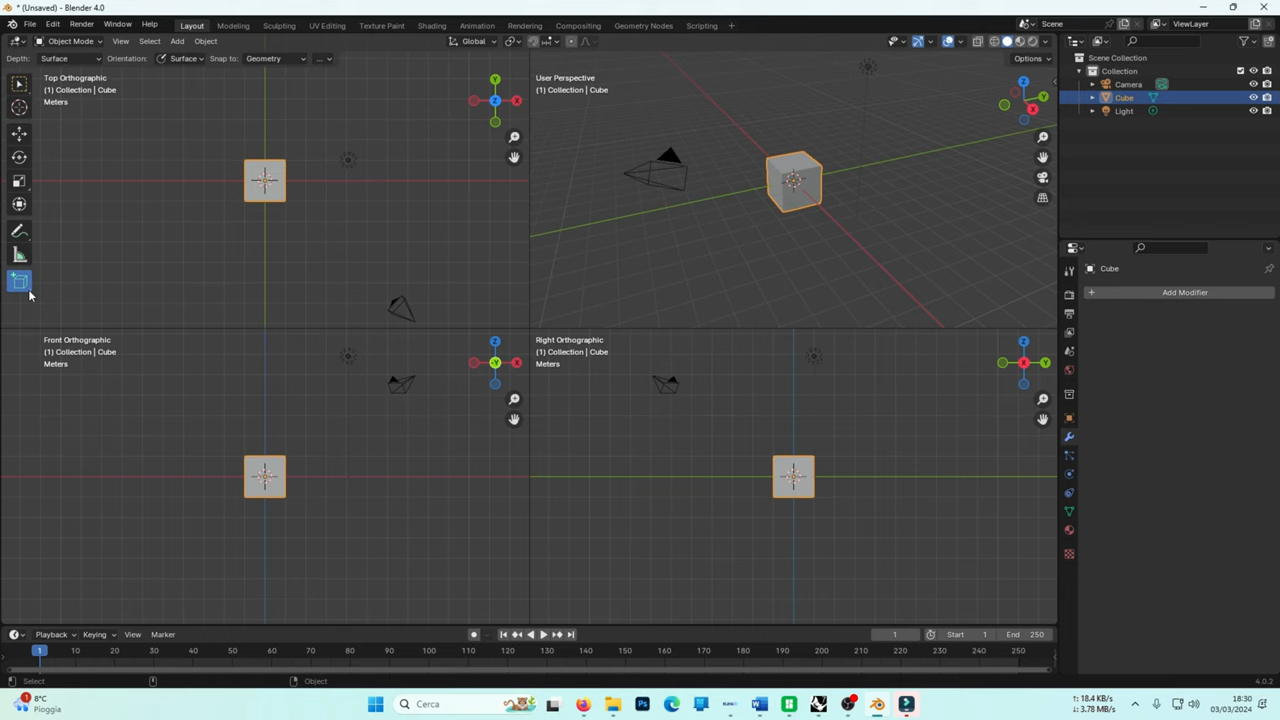 * (Unsaved) - Blender 4.0
File Edit Render Window Help Layout Modeling Sculpting UV Editing Texture Paint Shading Animation Rendering Compositing Geometry Nodes Scripting + Scene ViewLayer
Object Mode View Select Add Object Global
Depth: Surface Orientation: Surface Snap to: Geometry ... Options
Top Orthographic
(1) Collection | Cube
Meters
Z
Y
X
User Perspective
(1) Collection | Cube
Z
Y
X
Front Orthographic
(1) Collection | Cube
Meters
Z
-Y
X
Right Orthographic
(1) Collection | Cube
Meters
Z
X
Y
Scene Collection
Collection
Camera
Cube
Light
Cube
+ Add Modifier
Playback Keying View Marker 1 Start 1 End 250
1 10 20 30 40 50 60 70 80 90 100 110 120 130 140 150 160 170 180 190 200 210 220 230 240 250
Select Object 4.0.2
1
8°C
Pioggia
Cerca
↑: 18.4 KB/s
↓: 3.78 MB/s
18:30
03/03/2024